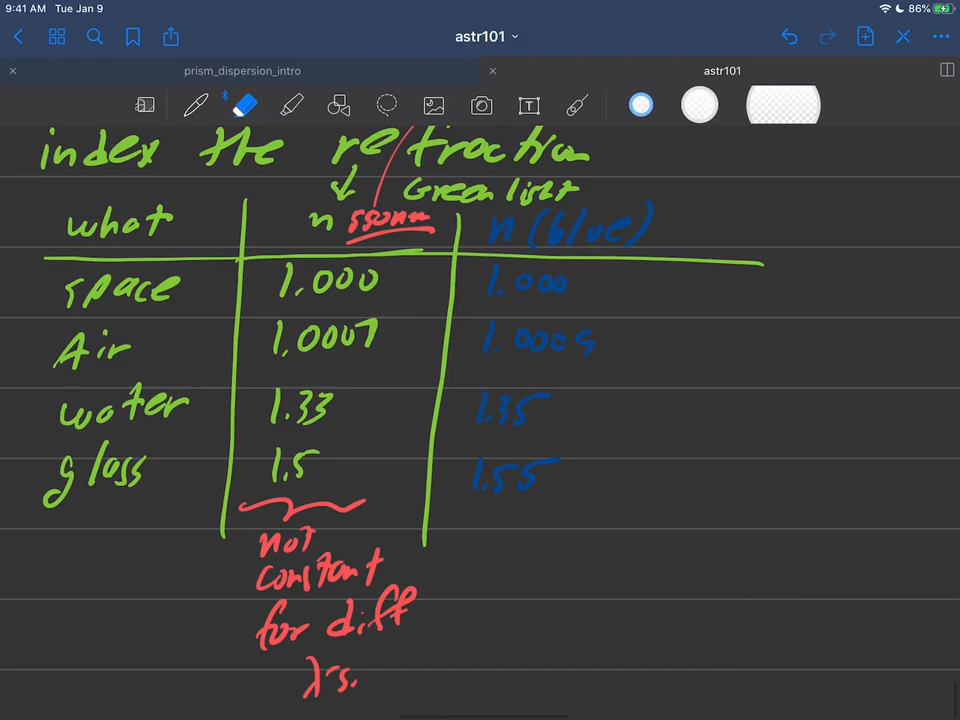 9:41 AM Tue Jan 9
86%
astr101
prism_dispersion_intro
astr101
T
index the refraction
Green light
what n 550nm n (blue)
space 1.000 1.000
Air 1.0007 1.0009
water 1.33 1.35
glass 1.5 1.55
not
constant
for diff
λ's.